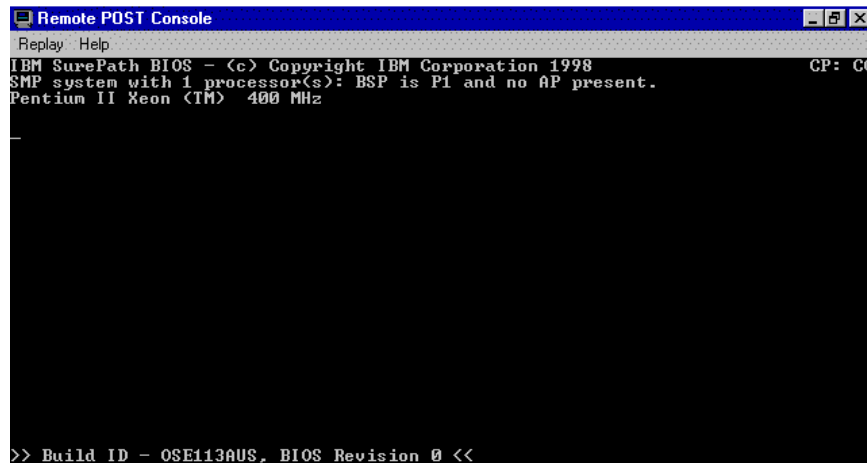 Remote POST Console
Replay Help
IBM SurePath BIOS - (c) Copyright IBM Corporation 1998 CP:
SMP system with 1 processor(s): BSP is P1 and no AP present.
Pentium II Xeon (TM) 400 MHz
>> Build ID - OSE113AUS, BIOS Revision 0 <<